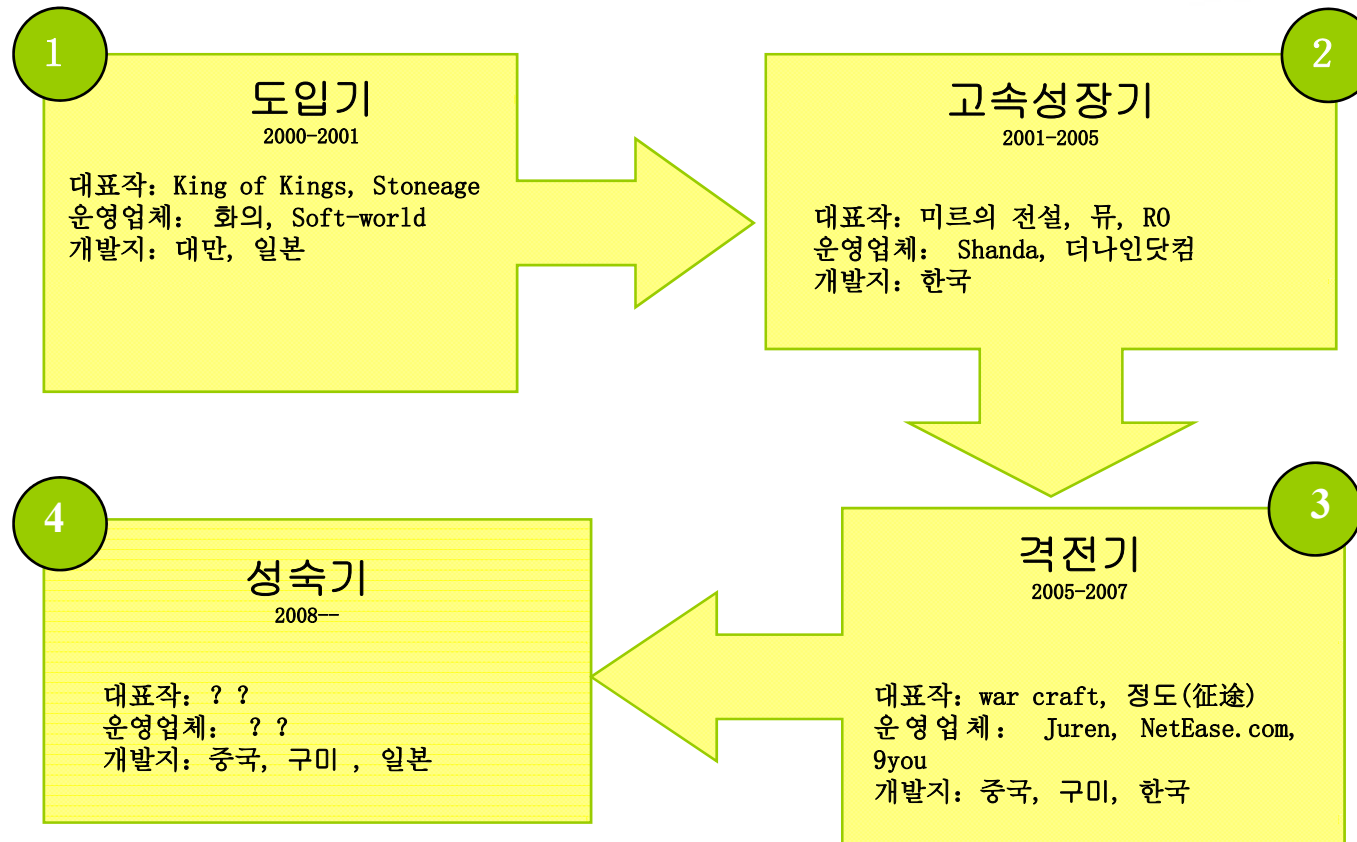 1
도입기
2000-2001
대표작: King of Kings, Stoneage
운영업체: 화의, Soft-world
개발지: 대만, 일본
2
고속성장기
2001-2005
대표작: 미르의 전설, 뮤, RO
운영업체: Shanda, 더나인닷컴
개발지: 한국
3
격전기
2005-2007
대표작: war craft, 정도(征途)
운영업체: Juren, NetEase.com,
9you
개발지: 중국, 구미, 한국
4
성숙기
2008--
대표작: ? ?
운영업체: ? ?
개발지: 중국, 구미 , 일본